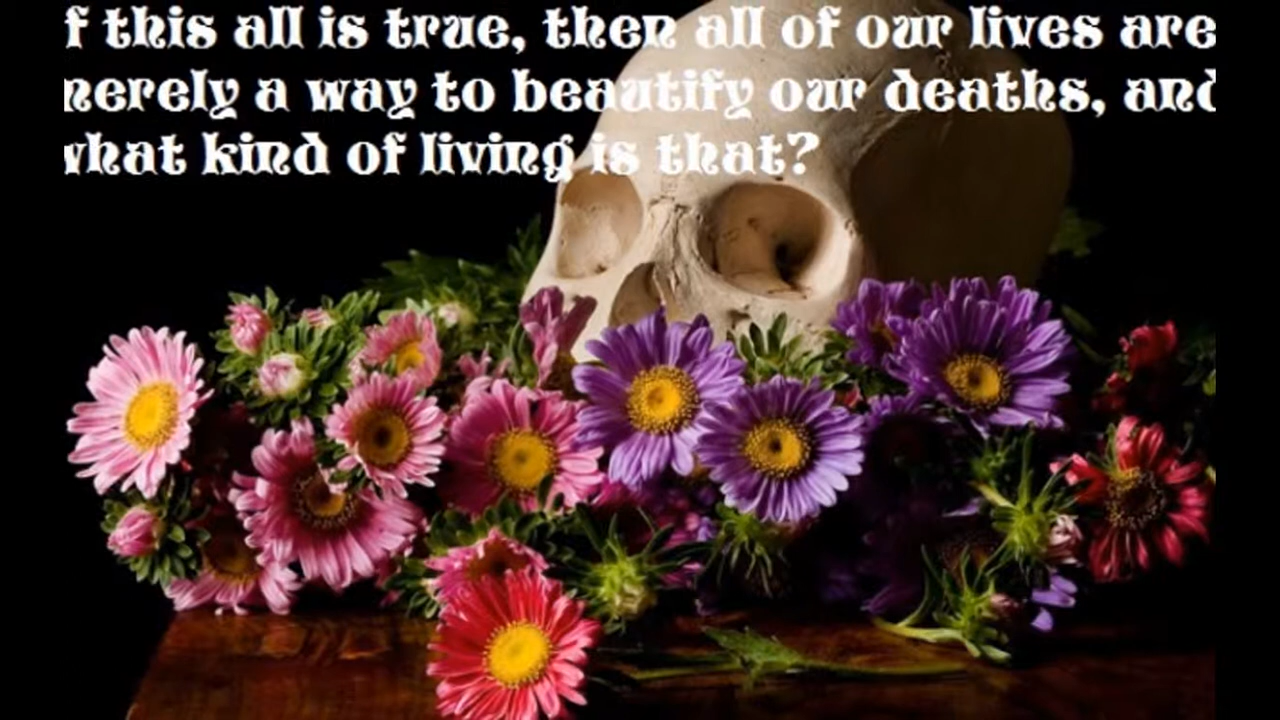 f this all is true, then all of our lives are
merely a way to beautify our deaths, and
what kind of living is that?